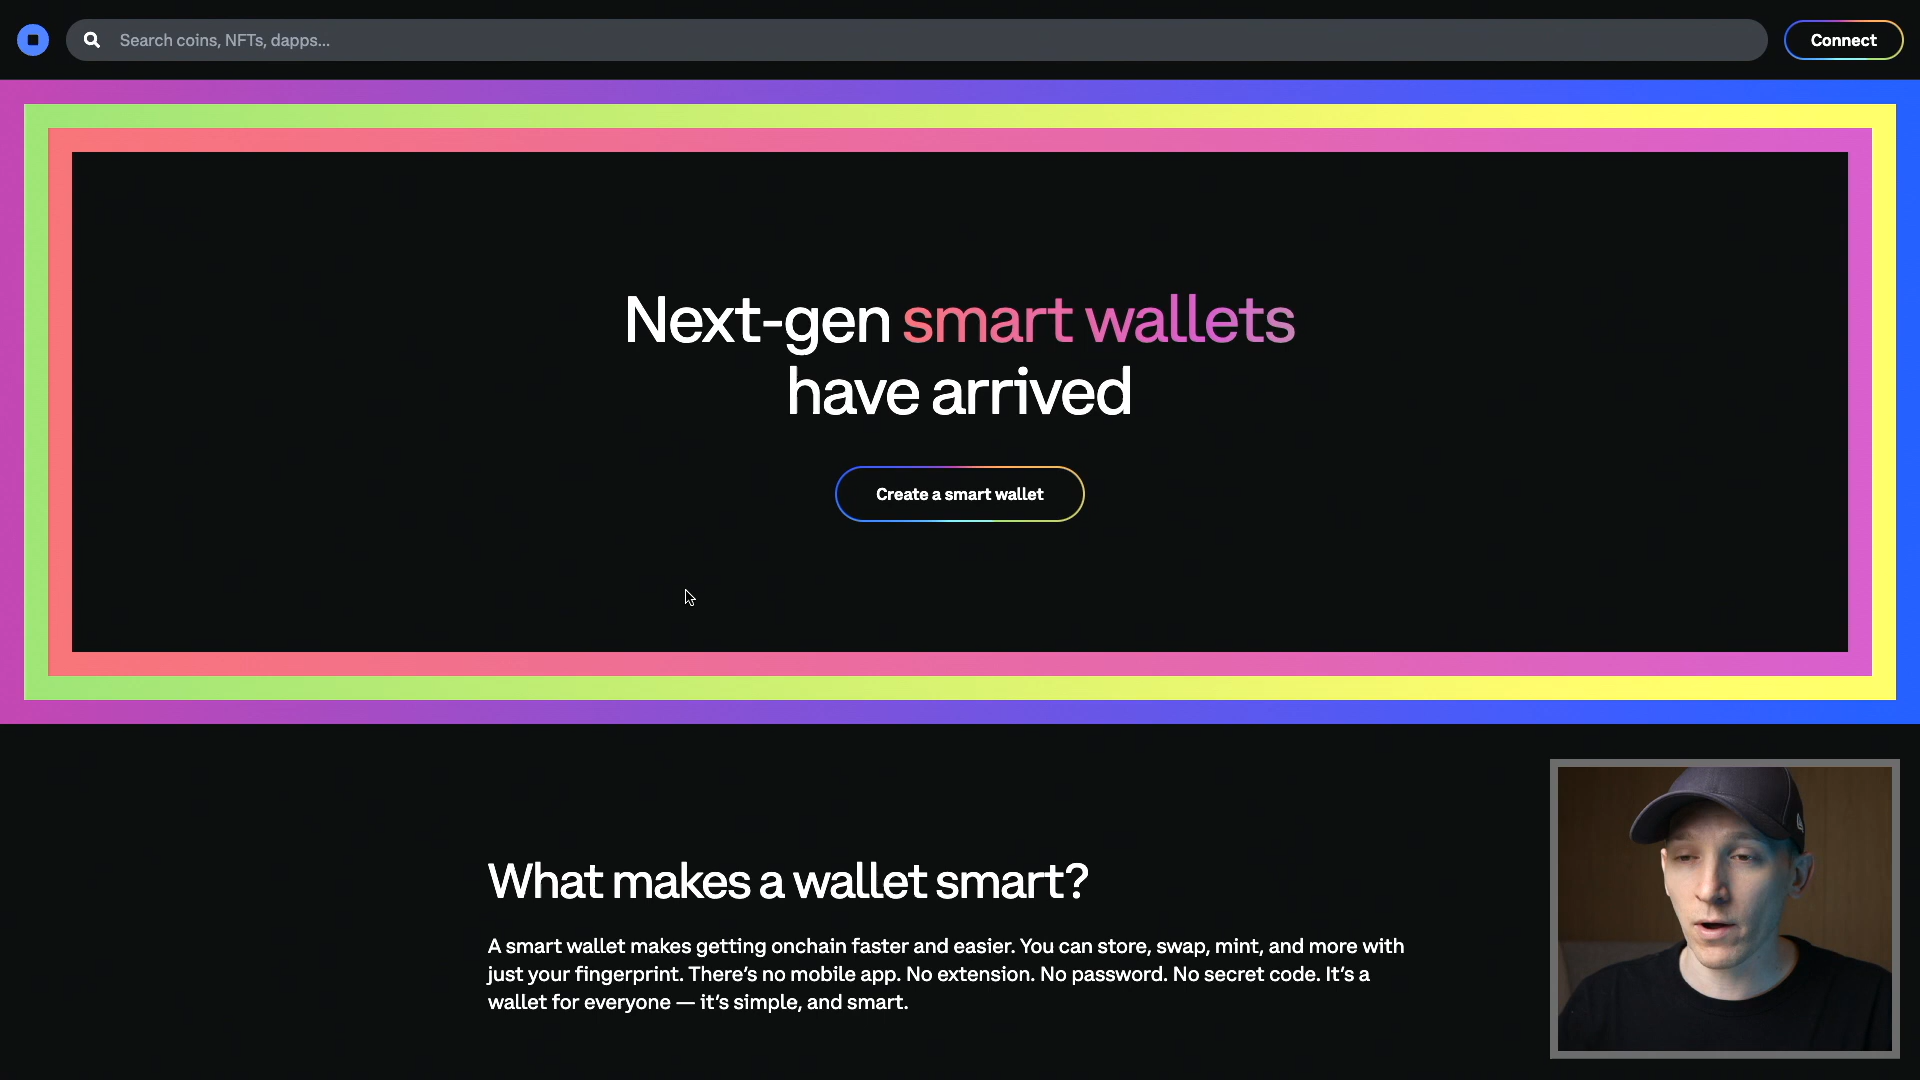 Search coins, NFTs, dapps...
Connect
Next-gen smart wallets
have arrived
Create a smart wallet
What makes a wallet smart?
A smart wallet makes getting onchain faster and easier. You can store, swap, mint, and more with
just your fingerprint. There’s no mobile app. No extension. No password. No secret code. It’s a
wallet for everyone — it’s simple, and smart.